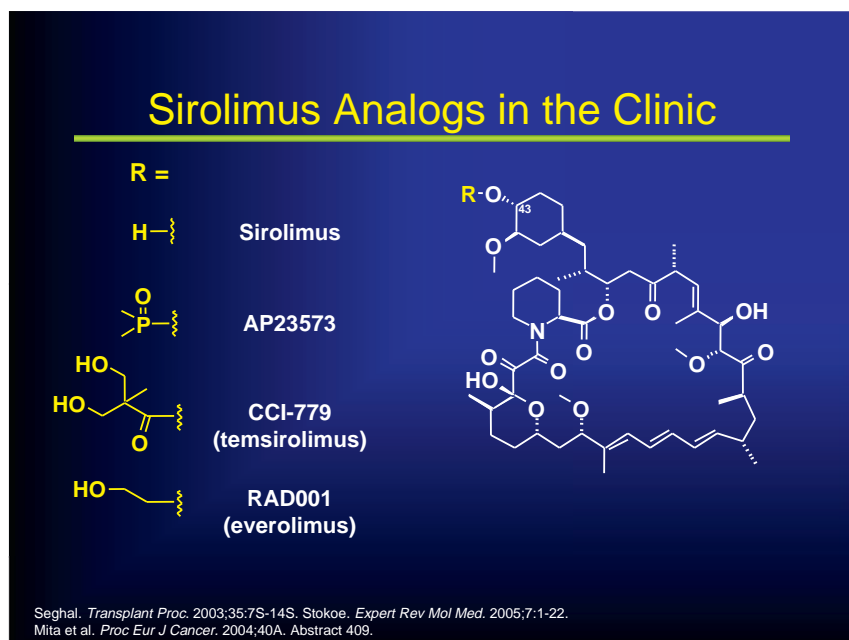 Sirolimus Analogs in the Clinic
R =
H
Sirolimus
O
P
AP23573
HO
HO
O
CCI-779
(temsirolimus)
HO
RAD001
(everolimus)
R-O
43
O
O
O
OH
N
O
O
O
O
O
HO
O
O
Seghal. Transplant Proc. 2003;35:7S-14S. Stokoe. Expert Rev Mol Med. 2005;7:1-22.
Mita et al. Proc Eur J Cancer. 2004;40A. Abstract 409.